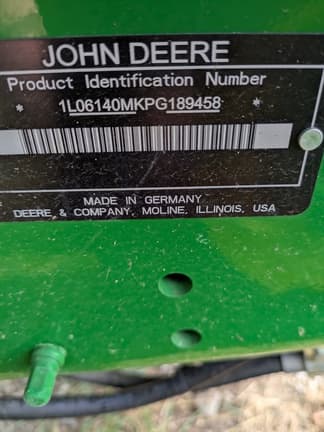 JOHN DEERE
Product Identification Number
* 1L06140MKPG189458 *
MADE IN GERMANY
DEERE & COMPANY, MOLINE, ILLINOIS, USA